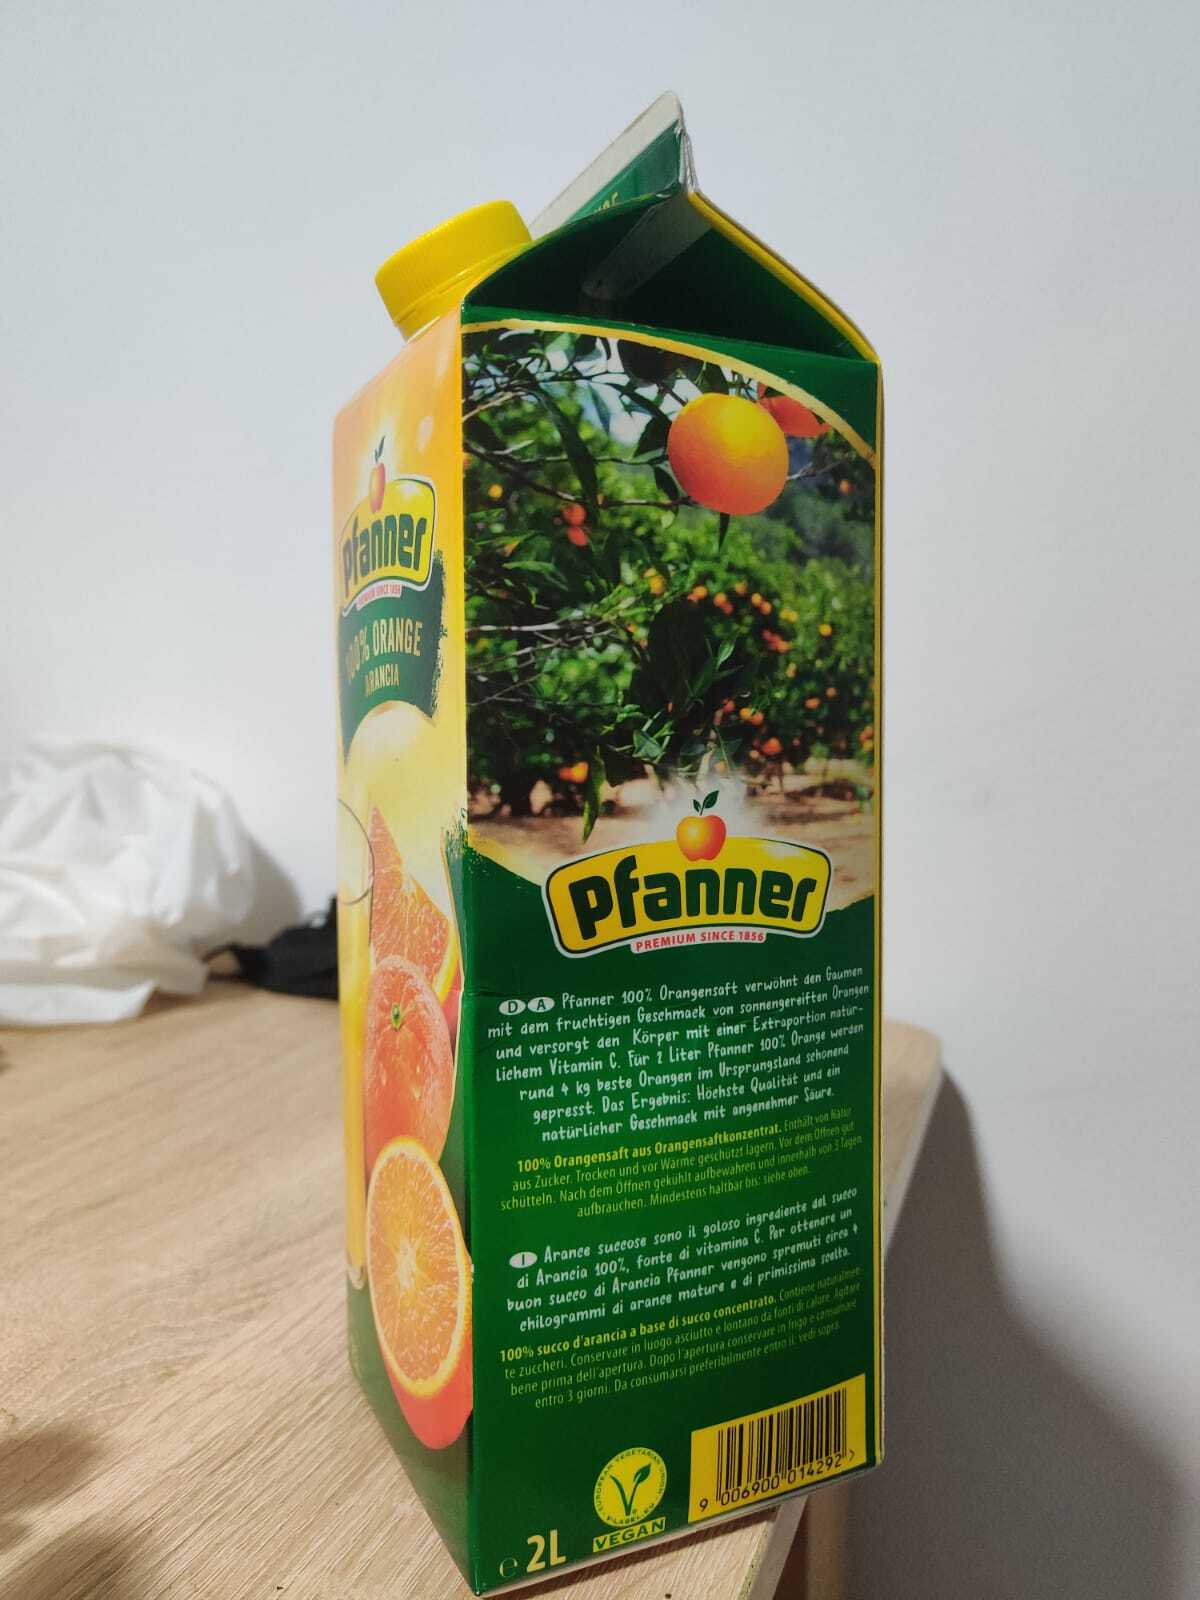 Pfanner
PREMIUM SINCE 1856
100% ORANGE
ARANCIA
Pfanner
PREMIUM SINCE 1856
D A Pfanner 100% Orangensaft verwöhnt den Gaumen
mit dem fruchtigen Geschmack von sonnengereiften Orangen
und versorgt den Körper mit einer Extraportion natür-
lichem Vitamin C. Für 2 Liter Pfanner 100% Orange werden
rund 4 kg beste Orangen im Ursprungsland schonend
gepresst. Das Ergebnis: Höchste Qualität und ein
natürlicher Geschmack mit angenehmer Säure.
100% Orangensaft aus Orangensaftkonzentrat. Enthält von Natur
aus Zucker. Trocken und vor Wärme geschützt lagern. Vor dem Öffnen gut
schütteln. Nach dem Öffnen gekühlt aufbewahren und innerhalb von 3 Tagen
aufbrauchen. Mindestens haltbar bis: siehe oben.
I Arance succose sono il goloso ingrediente del succo
di Arancia 100%, fonte di vitamina C. Per ottenere un
buon succo di Arancia Pfanner vengono spremuti circa 4
chilogrammi di arance mature e di primissima scelta.
100% succo d'arancia a base di succo concentrato. Contiene naturalmen-
te zuccheri. Conservare in luogo asciutto e lontano da fonti di calore. Agitare
bene prima dell'apertura. Dopo l'apertura conservare in frigo e consumare
entro 3 giorni. Da consumarsi preferibilmente entro il: vedi sopra.
EUROPEAN VEGETARIAN UNION
V-LABEL.EU
VEGAN
e 2L
9 006900 014292 >